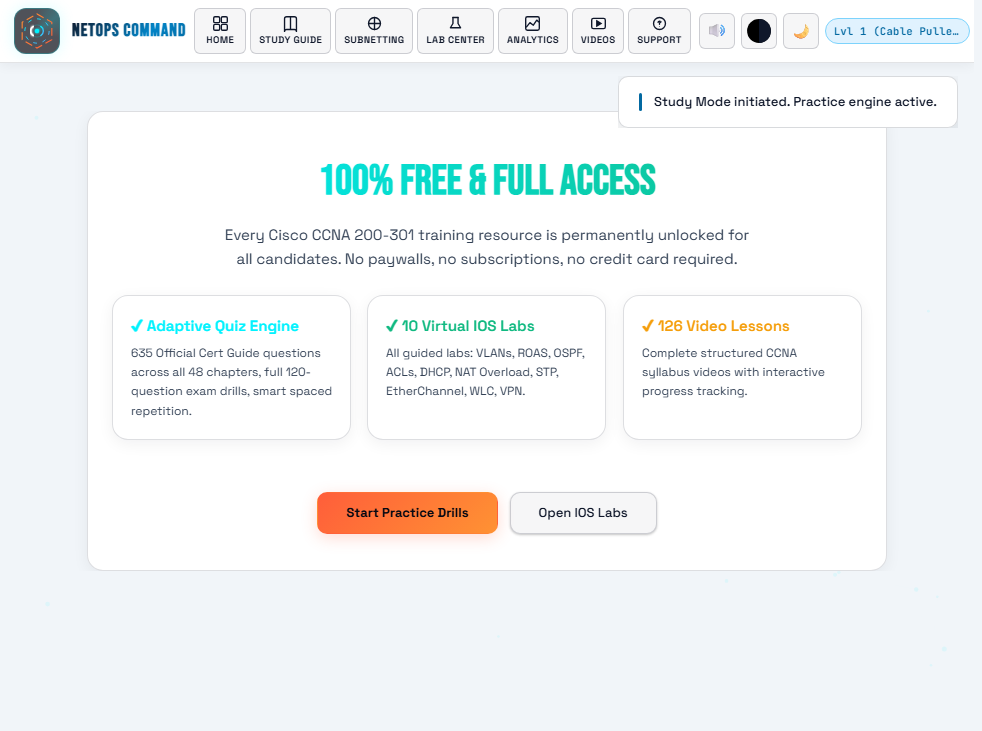 NETOPS COMMAND
HOME
STUDY GUIDE
SUBNETTING
LAB CENTER
ANALYTICS
VIDEOS
SUPPORT
Lvl 1 (Cable Pulle…
Study Mode initiated. Practice engine active.
100% FREE & FULL ACCESS
Every Cisco CCNA 200-301 training resource is permanently unlocked for
all candidates. No paywalls, no subscriptions, no credit card required.
✓ Adaptive Quiz Engine
635 Official Cert Guide questions
across all 48 chapters, full 120-
question exam drills, smart spaced
repetition.
✓ 10 Virtual IOS Labs
All guided labs: VLANs, ROAS, OSPF,
ACLs, DHCP, NAT Overload, STP,
EtherChannel, WLC, VPN.
✓ 126 Video Lessons
Complete structured CCNA
syllabus videos with interactive
progress tracking.
Start Practice Drills
Open IOS Labs